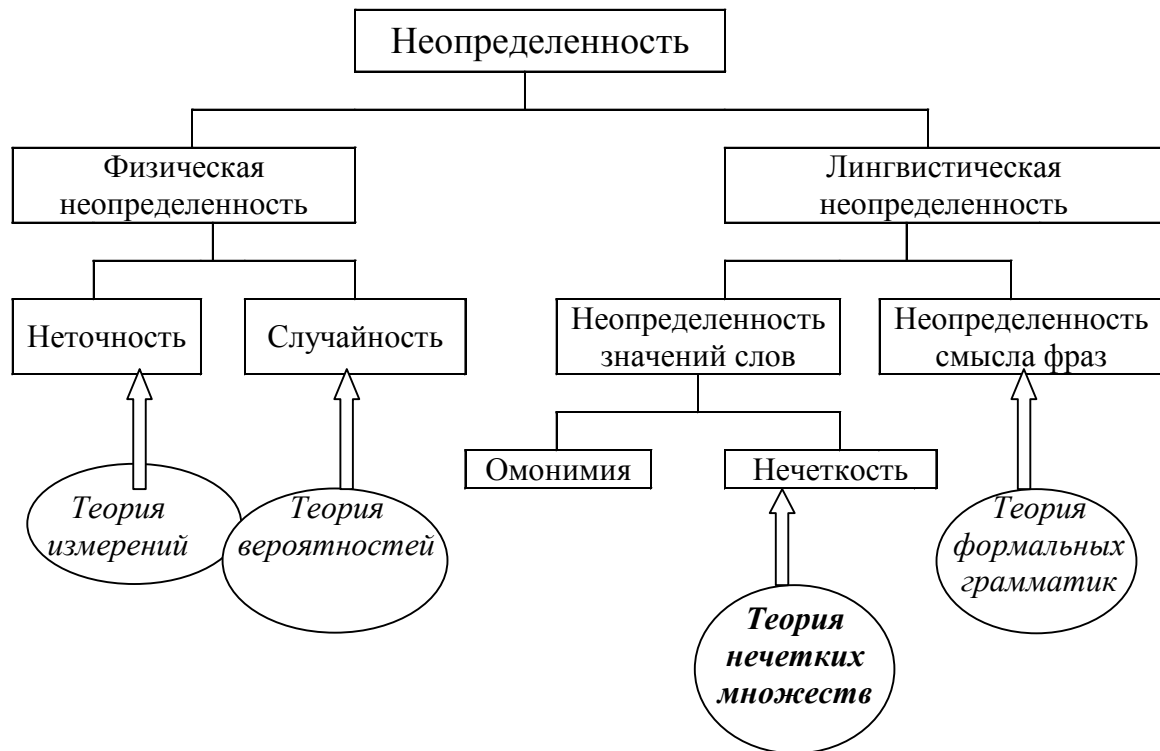 Неопределенность
Физическая
неопределенность
Лингвистическая
неопределенность
Неточность
Случайность
Неопределенность
значений слов
Неопределенность
смысла фраз
Омонимия
Нечеткость
Теория
измерений
Теория
вероятностей
Теория
нечетких
множеств
Теория
формальных
грамматик